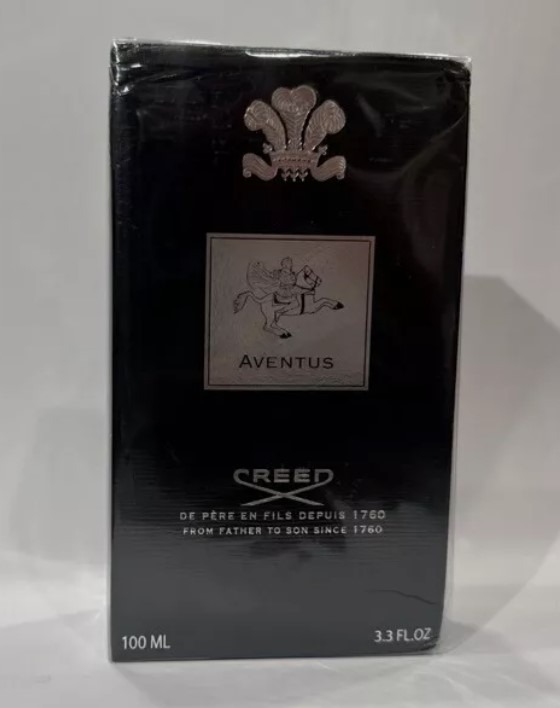 AVENTUS
CREED
DE PÈRE EN FILS DEPUIS 1760
FROM FATHER TO SON SINCE 1760
100 ML
3.3 FL.OZ